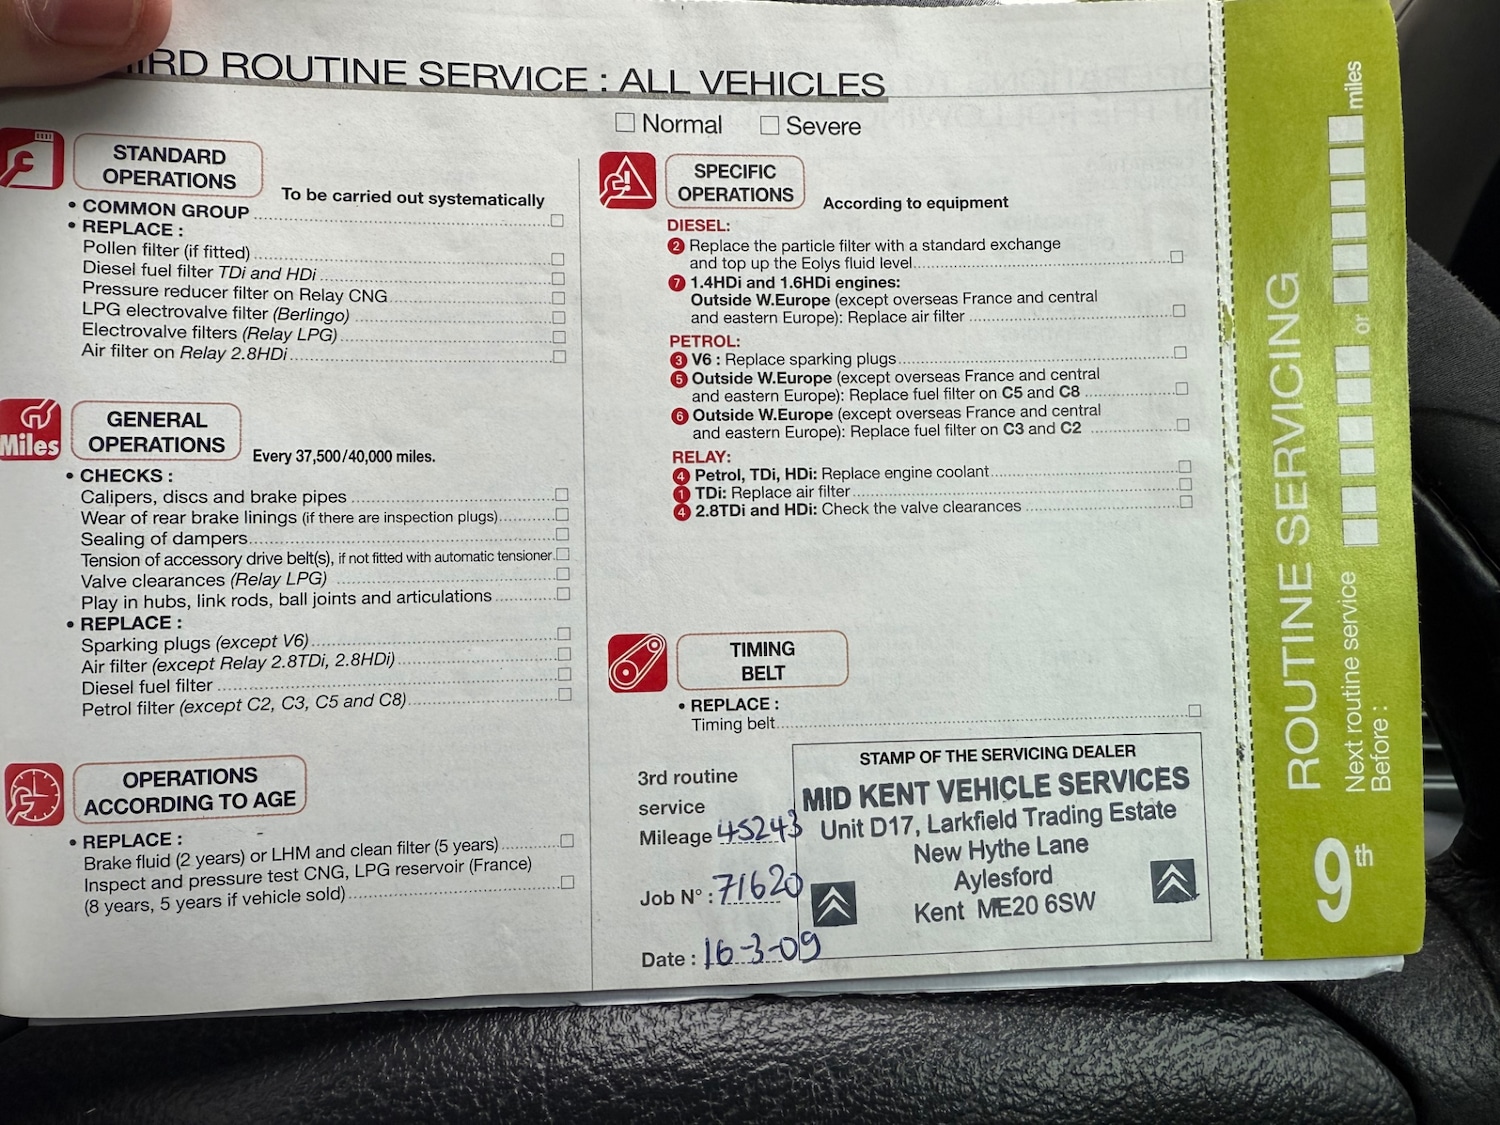 IRD ROUTINE SERVICE : ALL VEHICLES
Normal Severe
STANDARD
OPERATIONS
To be carried out systematically
• COMMON GROUP
• REPLACE :
Pollen filter (if fitted)
Diesel fuel filter TDi and HDi
Pressure reducer filter on Relay CNG
LPG electrovalve filter (Berlingo)
Electrovalve filters (Relay LPG)
Air filter on Relay 2.8HDi
Miles
GENERAL
OPERATIONS
Every 37,500/40,000 miles.
• CHECKS :
Calipers, discs and brake pipes
Wear of rear brake linings (if there are inspection plugs)
Sealing of dampers
Tension of accessory drive belt(s), if not fitted with automatic tensioner
Valve clearances (Relay LPG)
Play in hubs, link rods, ball joints and articulations
• REPLACE :
Sparking plugs (except V6)
Air filter (except Relay 2.8TDi, 2.8HDi)
Diesel fuel filter
Petrol filter (except C2, C3, C5 and C8)
OPERATIONS
ACCORDING TO AGE
• REPLACE :
Brake fluid (2 years) or LHM and clean filter (5 years)
Inspect and pressure test CNG, LPG reservoir (France)
(8 years, 5 years if vehicle sold)
SPECIFIC
OPERATIONS
According to equipment
DIESEL:
2 Replace the particle filter with a standard exchange
and top up the Eolys fluid level
7 1.4HDi and 1.6HDi engines:
Outside W.Europe (except overseas France and central
and eastern Europe): Replace air filter
PETROL:
3 V6 : Replace sparking plugs
5 Outside W.Europe (except overseas France and central
and eastern Europe): Replace fuel filter on C5 and C8
6 Outside W.Europe (except overseas France and central
and eastern Europe): Replace fuel filter on C3 and C2
RELAY:
4 Petrol, TDi, HDi: Replace engine coolant
1 TDi: Replace air filter
4 2.8TDi and HDi: Check the valve clearances
TIMING
BELT
• REPLACE :
Timing belt
3rd routine
service
Mileage 45243
Job N° : 71620
Date : 16-3-09
STAMP OF THE SERVICING DEALER
MID KENT VEHICLE SERVICES
Unit D17, Larkfield Trading Estate
New Hythe Lane
Aylesford
Kent ME20 6SW
9th ROUTINE SERVICING
Next routine service
Before : or miles